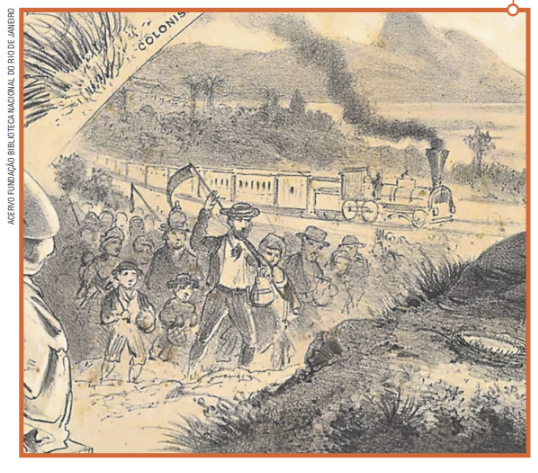 ACERVO FUNDAÇÃO BIBLIOTECA NACIONAL DO RIO DE JANEIRO
COLONIS